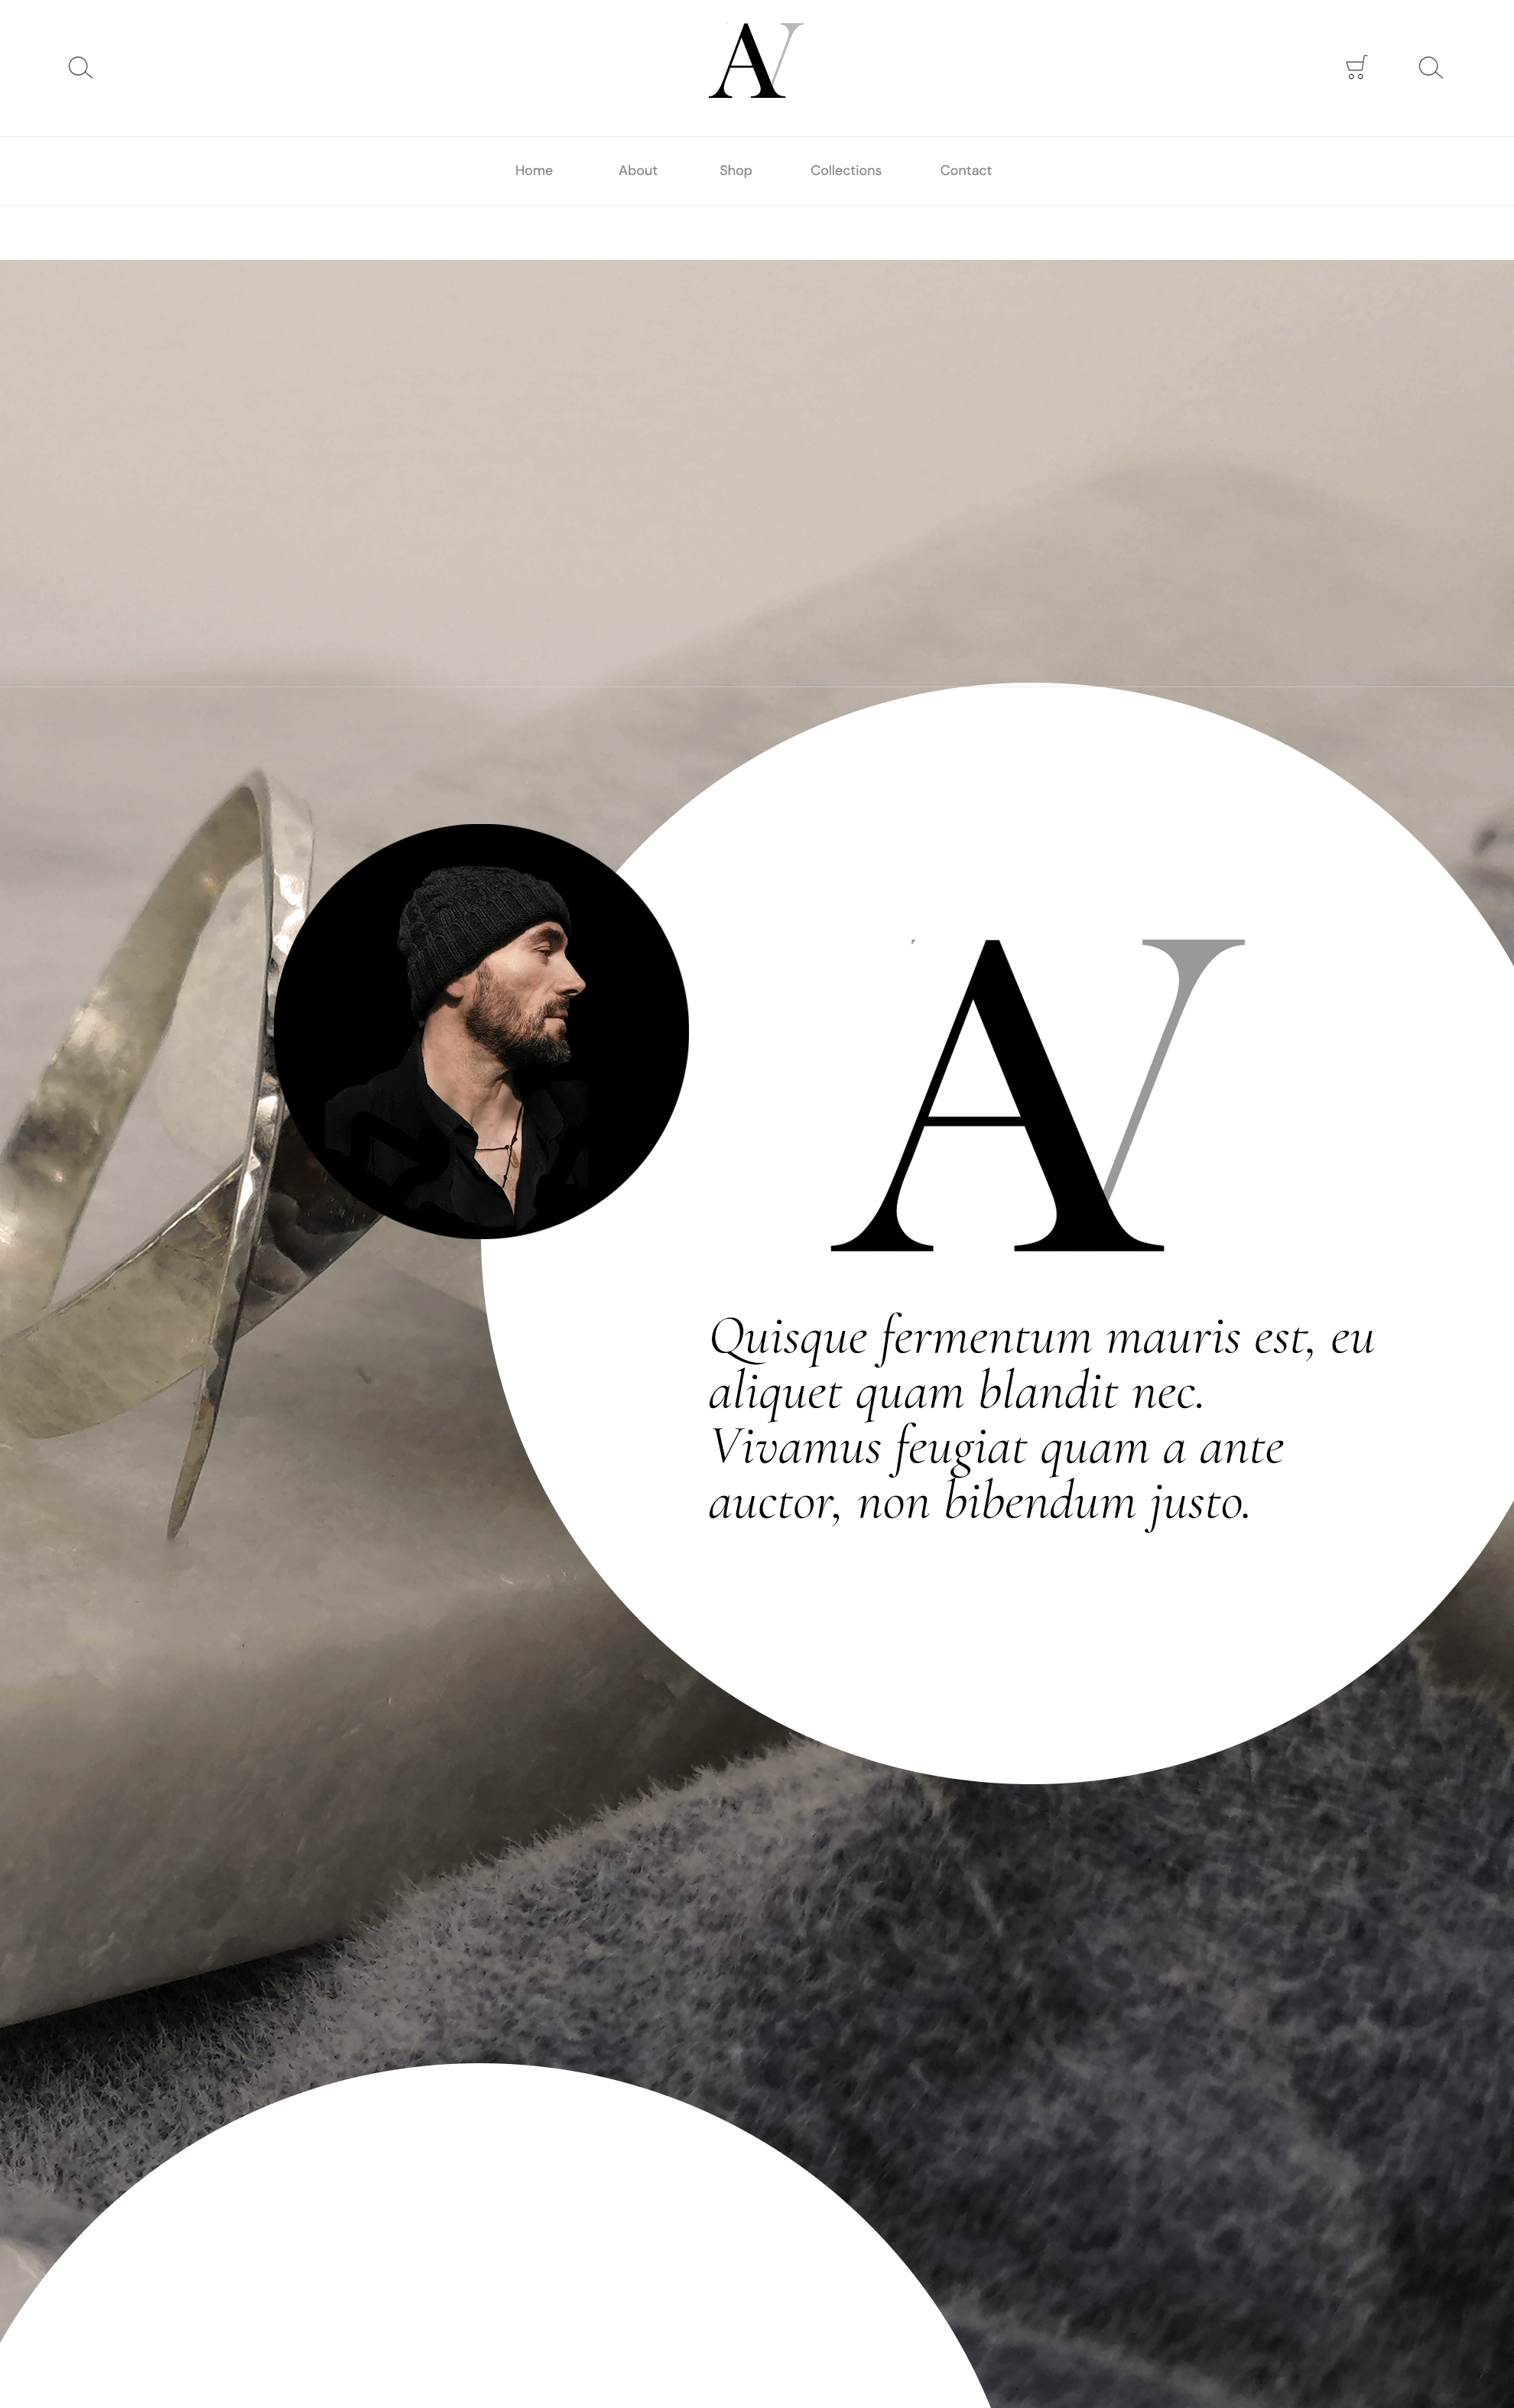 AV
Home About Shop Collections Contact
AV
Quisque fermentum mauris est, eu
aliquet quam blandit nec.
Vivamus feugiat quam a ante
auctor, non bibendum justo.